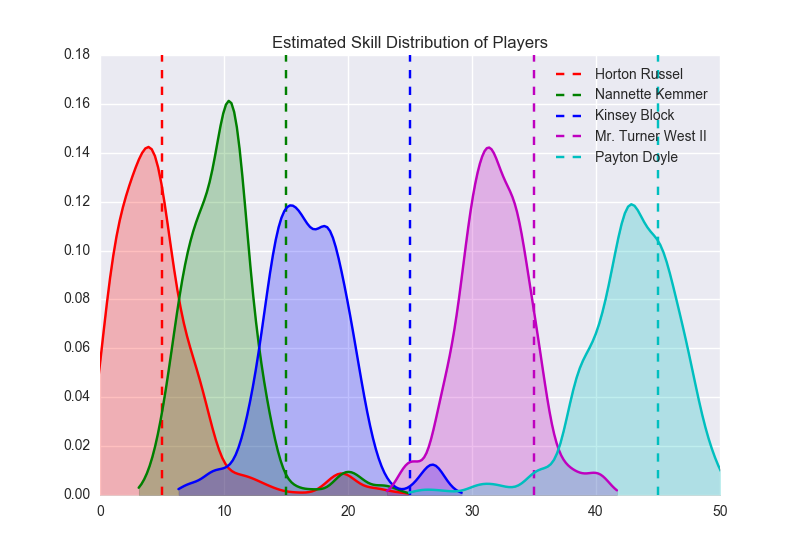 Estimated Skill Distribution of Players
0.18
0.16
0.14
0.12
0.10
0.08
0.06
0.04
0.02
0.00
Horton Russel
Nannette Kemmer
Kinsey Block
Mr. Turner West II
Payton Doyle
0 10 20 30 40 50